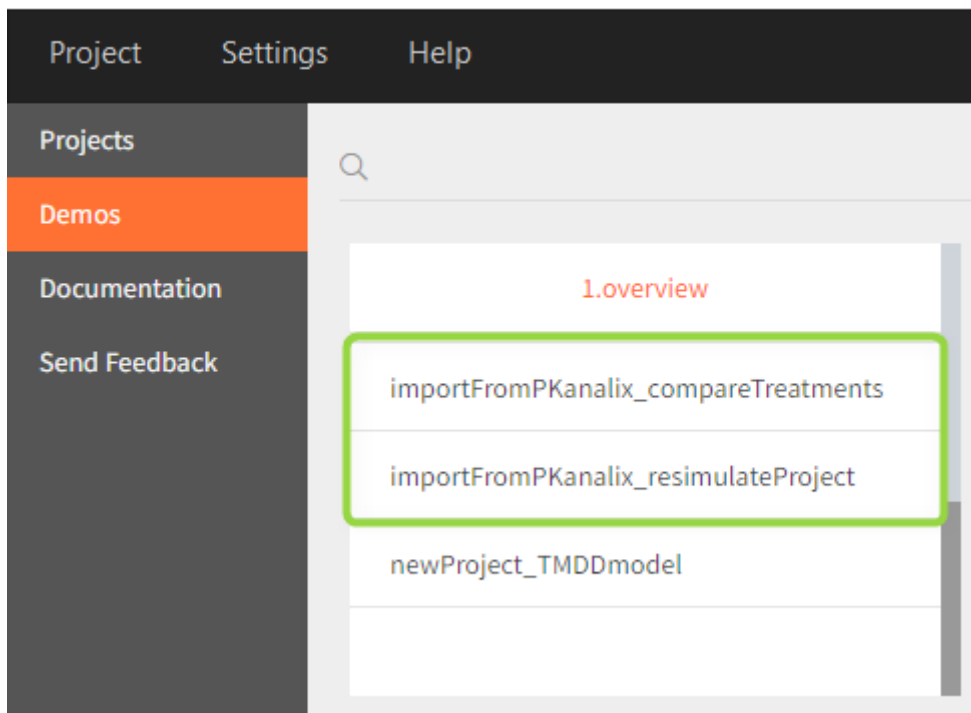 Project Settings Help
Projects
Demos
Documentation
Send Feedback
1.overview
importFromPKanalix_compareTreatments
importFromPKanalix_resimulateProject
newProject_TMDDmodel